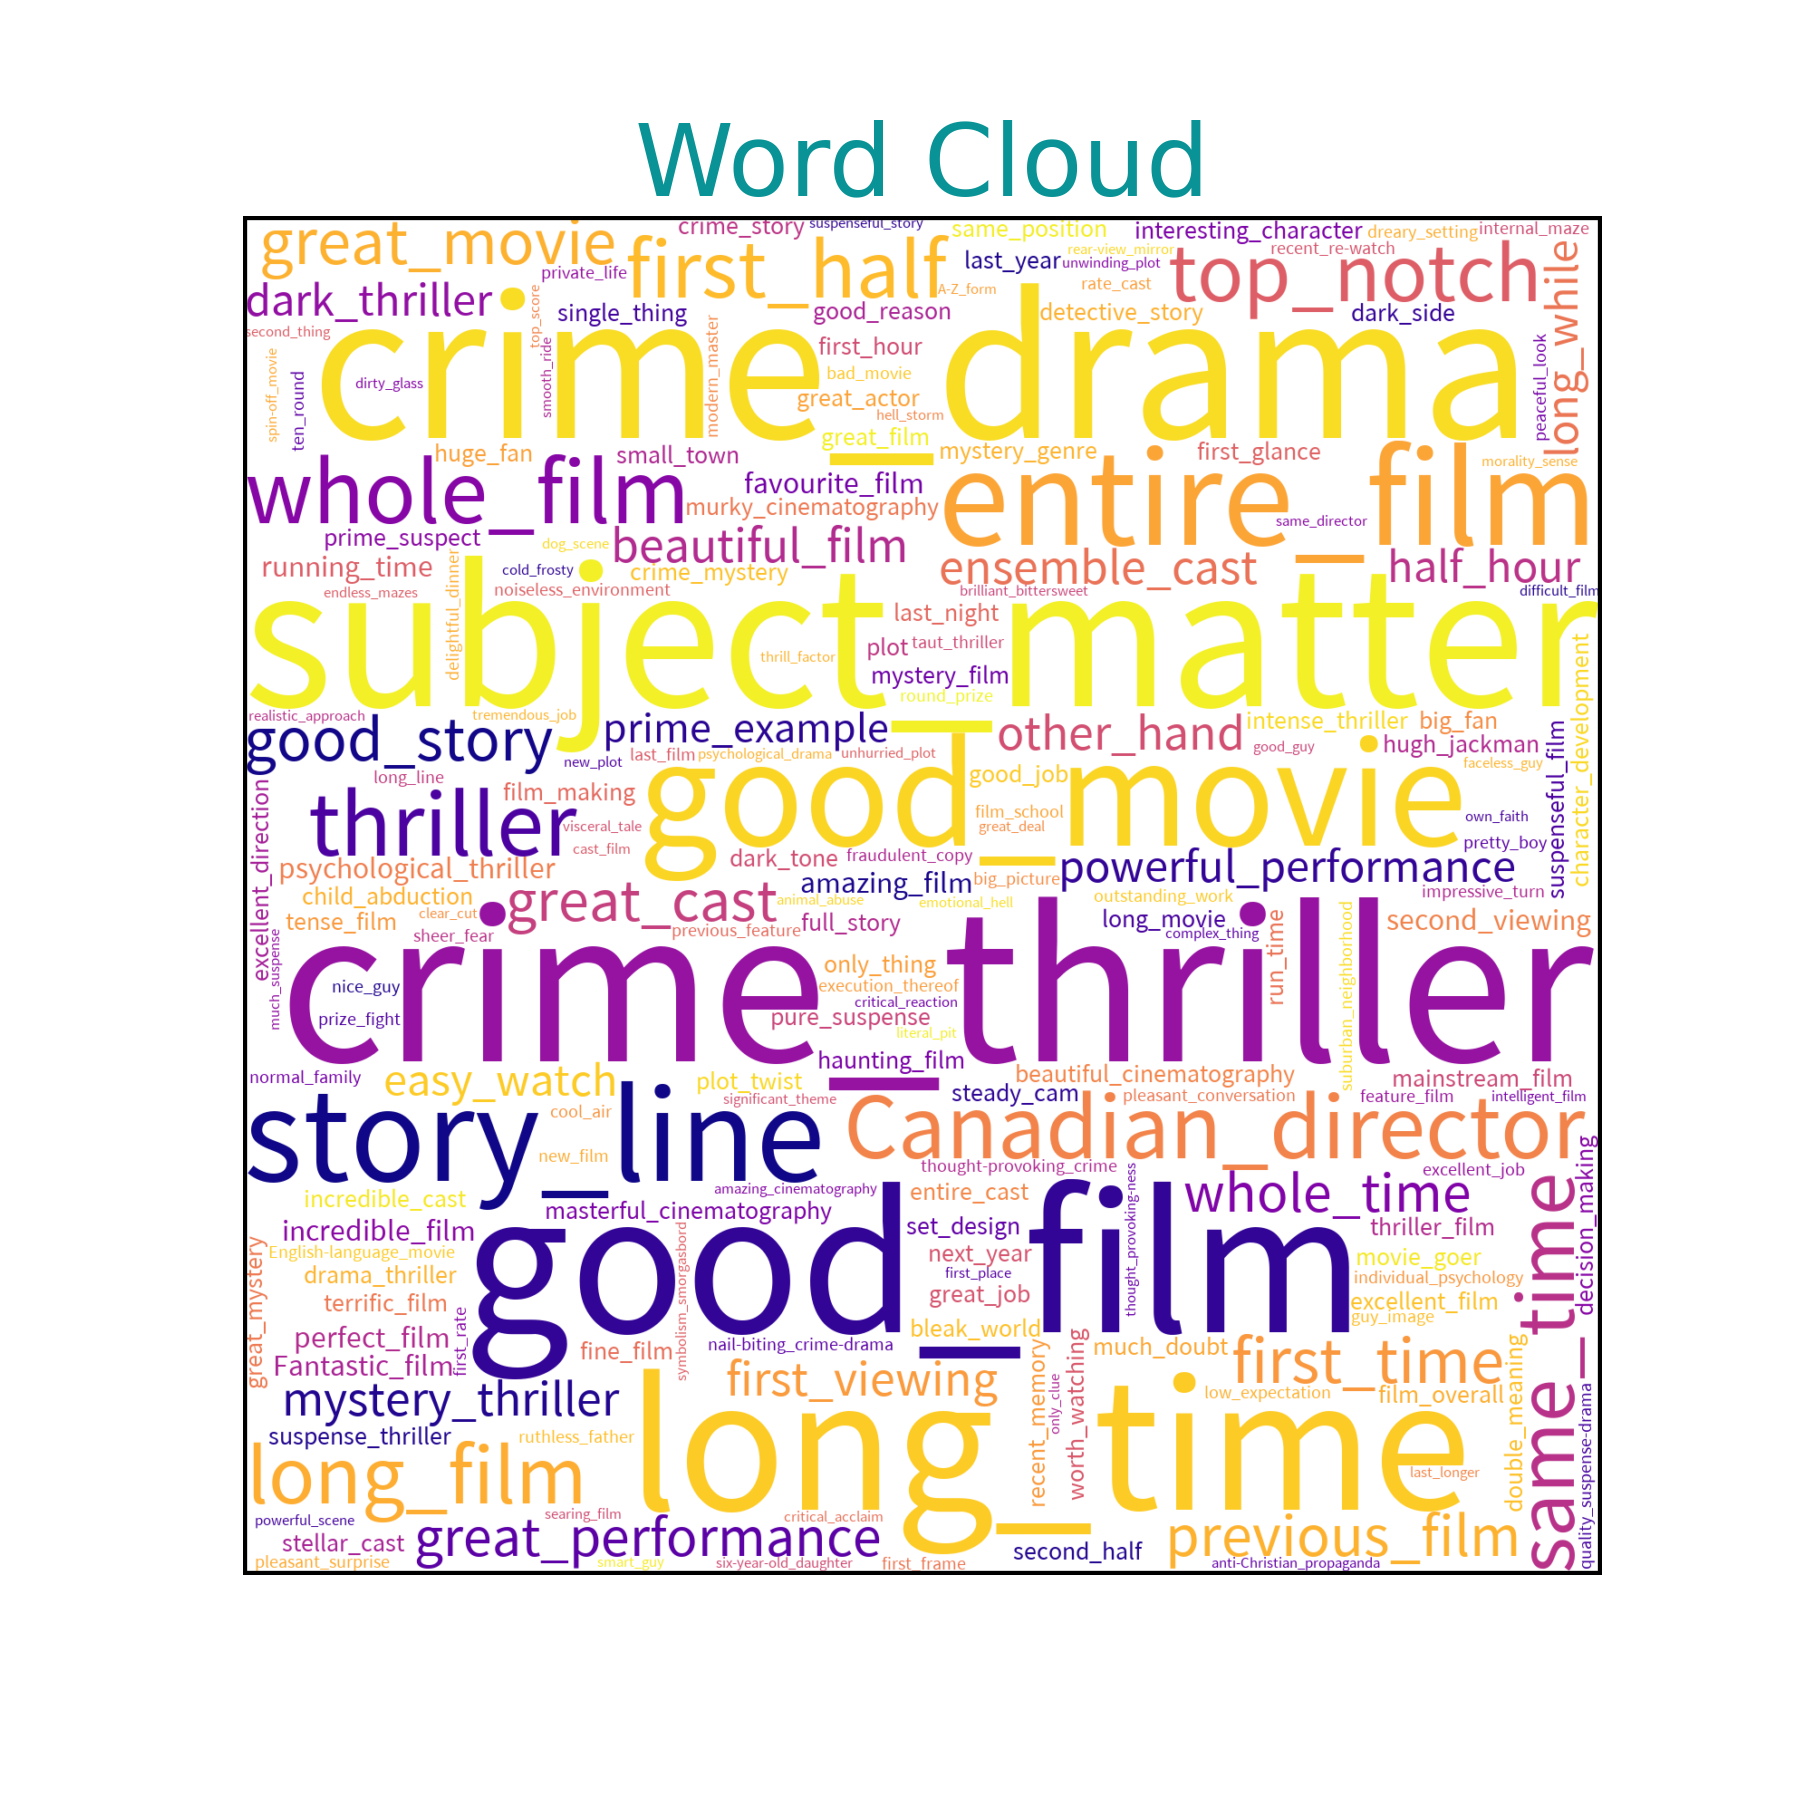 Word Cloud
great_movie
crime_story
suspenseful_story
same_position
interesting_character
dreary_setting
internal_maze
first_half
private_life
last_year
rear-view_mirror
unwinding_plot
recent_re-watch
top_notch
long_while
dark_thriller
top_score
single_thing
good_reason
A-Z_form
rate_cast
detective_story
dark_side
second_thing
crime_drama
smooth_ride
modern_master
first_hour
peaceful_look
spin-off_movie
ten_round
dirty_glass
bad_movie
great_actor
hell_storm
great_film
huge_fan
small_town
mystery_genre
first_glance
morality_sense
whole_film
favourite_film
murky_cinematography
entire_film
same_director
prime_suspect
dog_scene
beautiful_film
running_time
delightful_dinner
cold_frosty
crime_mystery
ensemble_cast
half_hour
endless_mazes
noiseless_environment
brilliant_bittersweet
difficult_film
subject_matter
last_night
plot
taut_thriller
thrill_factor
mystery_film
round_prize
character_development
realistic_approach
tremendous_job
good_story
prime_example
other_hand
intense_thriller
big_fan
suspenseful_film
new_plot
last_film
psychological_drama
unhurried_plot
good_guy
hugh_jackman
faceless_guy
long_line
good_movie
good_job
excellent_direction
thriller
film_making
film_school
visceral_tale
great_deal
own_faith
cast_film
pretty_boy
psychological_thriller
dark_tone
fraudulent_copy
powerful_performance
child_abduction
great_cast
amazing_film
big_picture
impressive_turn
tense_film
clear_cut
animal_abuse
emotional_hell
outstanding_work
previous_feature
full_story
long_movie
complex_thing
second_viewing
sheer_fear
run_time
suburban_neighborhood
much_suspense
crime_thriller
only_thing
nice_guy
execution_thereof
critical_reaction
prize_fight
pure_suspense
literal_pit
haunting_film
normal_family
easy_watch
plot_twist
beautiful_cinematography
mainstream_film
significant_theme
steady_cam
pleasant_conversation
feature_film
intelligent_film
story_line
cool_air
Canadian_director
new_film
thought-provoking_crime
excellent_job
decision_making
incredible_cast
amazing_cinematography
entire_cast
thought_provoking-ness
whole_time
same_time
masterful_cinematography
incredible_film
good_film
set_design
thriller_film
great_mystery
English-language_movie
symbolism_smorgasbord
next_year
movie_goer
drama_thriller
first_place
individual_psychology
terrific_film
great_job
excellent_film
first_rate
bleak_world
guy_image
perfect_film
fine_film
nail-biting_crime-drama
much_doubt
first_time
double_meaning
Fantastic_film
first_viewing
recent_memory
only_clue
worth_watching
low_expectation
film_overall
quality_suspense-drama
mystery_thriller
long_time
suspense_thriller
ruthless_father
long_film
last_longer
powerful_scene
searing_film
critical_acclaim
stellar_cast
great_performance
second_half
previous_film
pleasant_surprise
smart_guy
six-year-old_daughter
first_frame
anti-Christian_propaganda